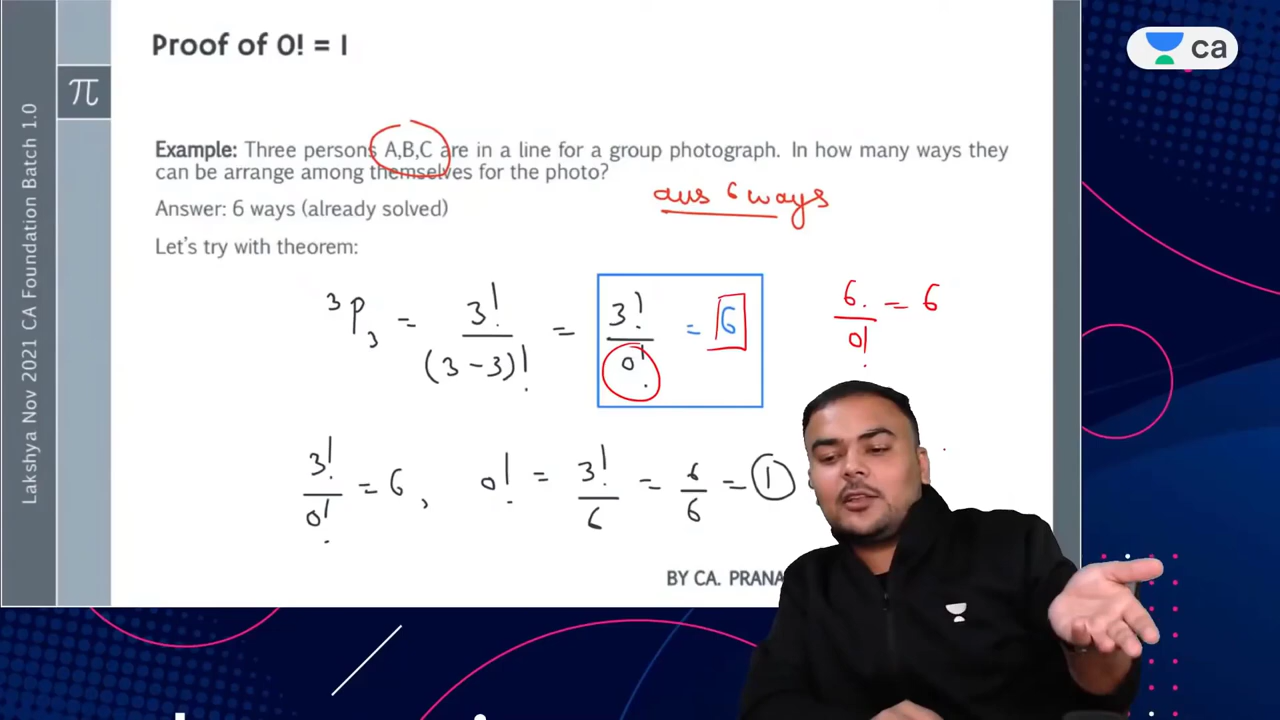 Proof of 0! = 1
ca
π
Lakshya Nov 2021 CA Foundation Batch 1.0
Example: Three persons A,B,C are in a line for a group photograph. In how many ways they
can be arrange among themselves for the photo?
ans 6 ways
Answer: 6 ways (already solved)
Let's try with theorem:
³P₃ = 3!/(3-3)! = 3!/0! = 6
6./0! = 6
3!/0! = 6, 0! = 3!/6 = 6/6 = 1
BY CA. PRANA